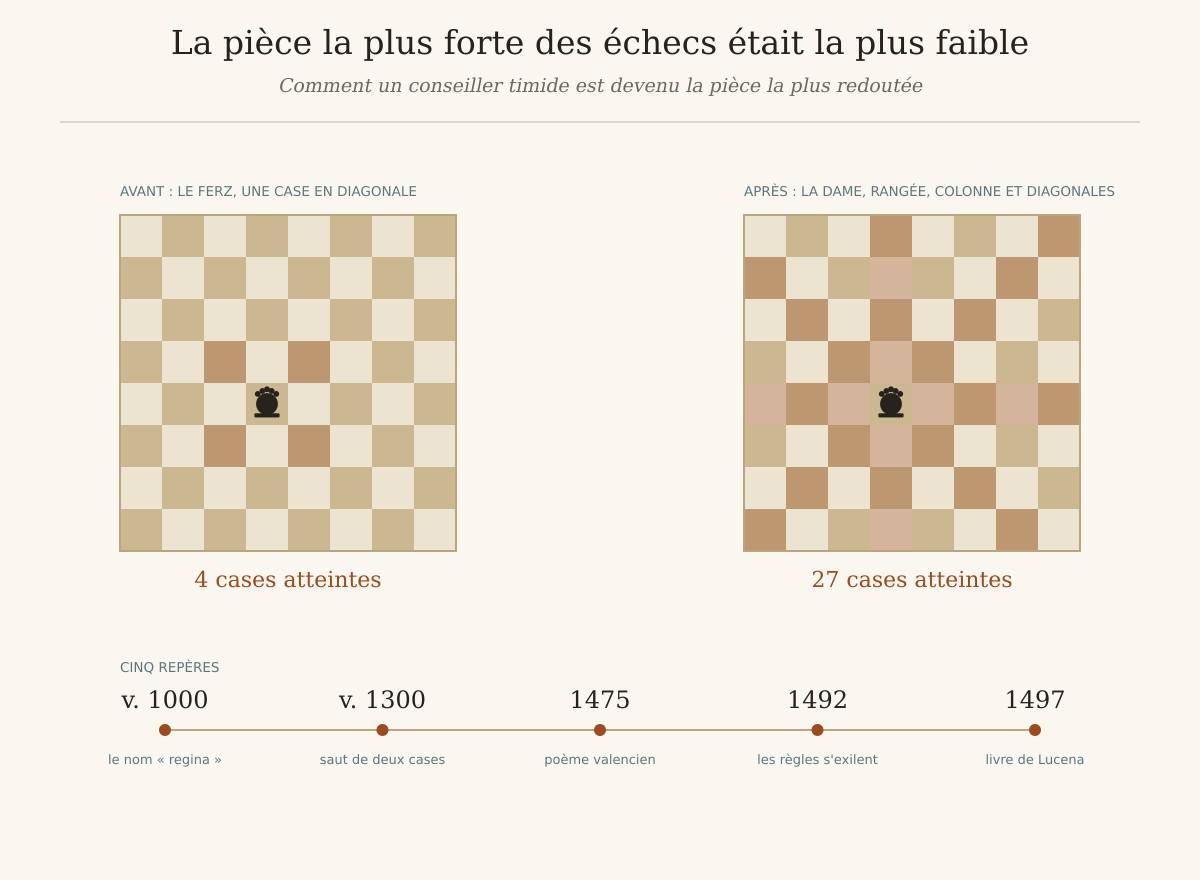 La pièce la plus forte des échecs était la plus faible
Comment un conseiller timide est devenu la pièce la plus redoutée
AVANT : LE FERZ, UNE CASE EN DIAGONALE
APRÈS : LA DAME, RANGÉE, COLONNE ET DIAGONALES
4 cases atteintes
27 cases atteintes
CINQ REPÈRES
v. 1000
v. 1300
1475
1492
1497
le nom « regina »
saut de deux cases
poème valencien
les règles s'exilent
livre de Lucena